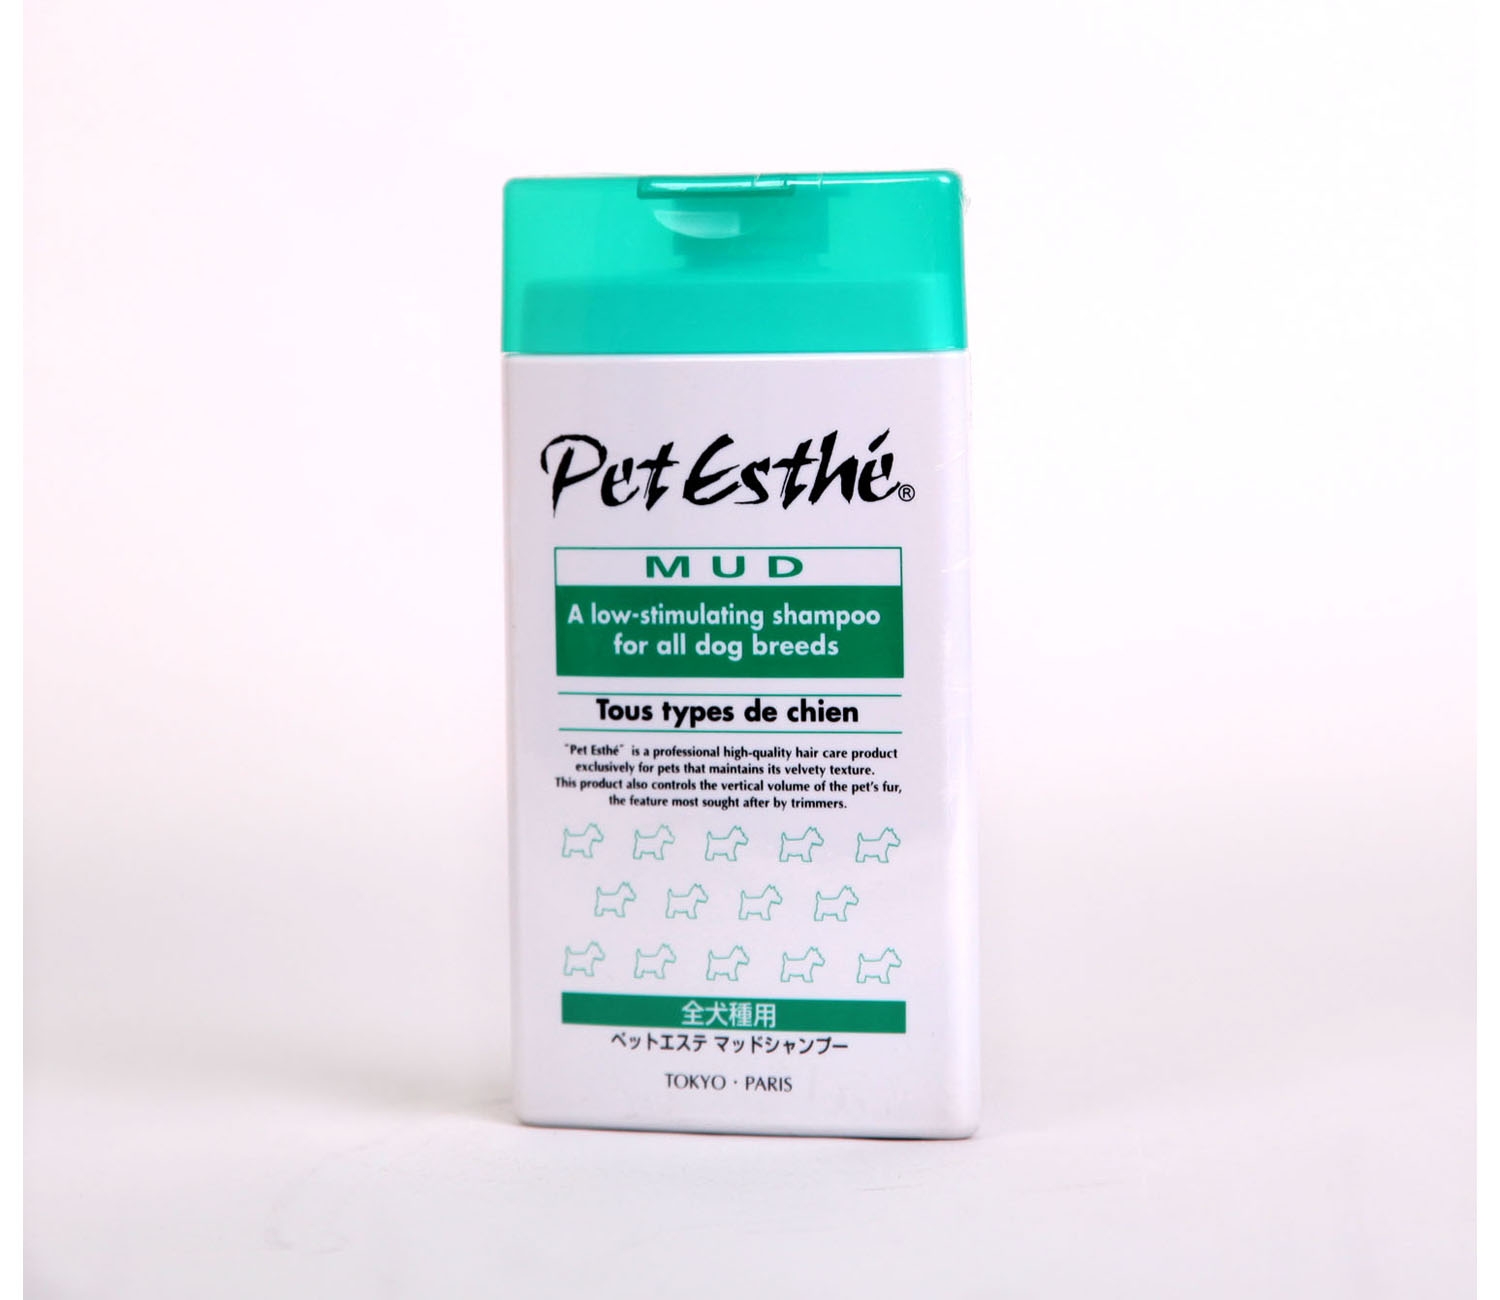 Pet Esthé®
MUD
A low-stimulating shampoo
for all dog breeds
Tous types de chien
"Pet Esthé" is a professional high-quality hair care product
exclusively for pets that maintains its velvety texture.
This product also controls the vertical volume of the pet's fur,
the feature most sought after by trimmers.
全犬種用
ペットエステ マッドシャンプー
TOKYO · PARIS